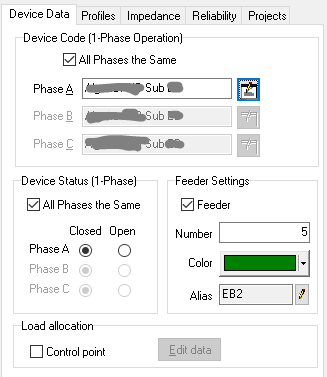 Device Data Profiles Impedance Reliability Projects
Device Code (1-Phase Operation)
All Phases the Same
Phase A Sub
Phase B Sub
Phase C Sub
Device Status (1-Phase)
All Phases the Same
Closed Open
Phase A
Phase B
Phase C
Feeder Settings
Feeder
Number 5
Color
Alias EB2
Load allocation
Control point Edit data